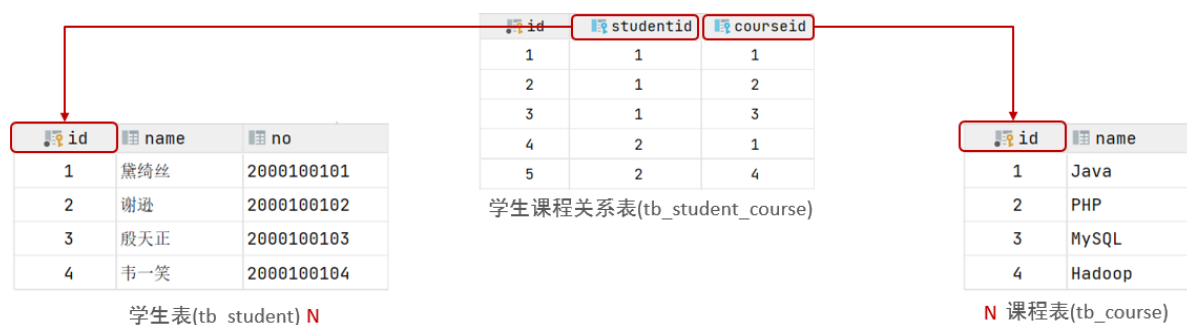 id studentid courseid
1 1 1
2 1 2
3 1 3
4 2 1
5 2 4
学生课程关系表(tb_student_course)
id name no
1 黛绮丝 2000100101
2 谢逊 2000100102
3 殷天正 2000100103
4 韦一笑 2000100104
学生表(tb_student) N
id name
1 Java
2 PHP
3 MySQL
4 Hadoop
N 课程表(tb_course)